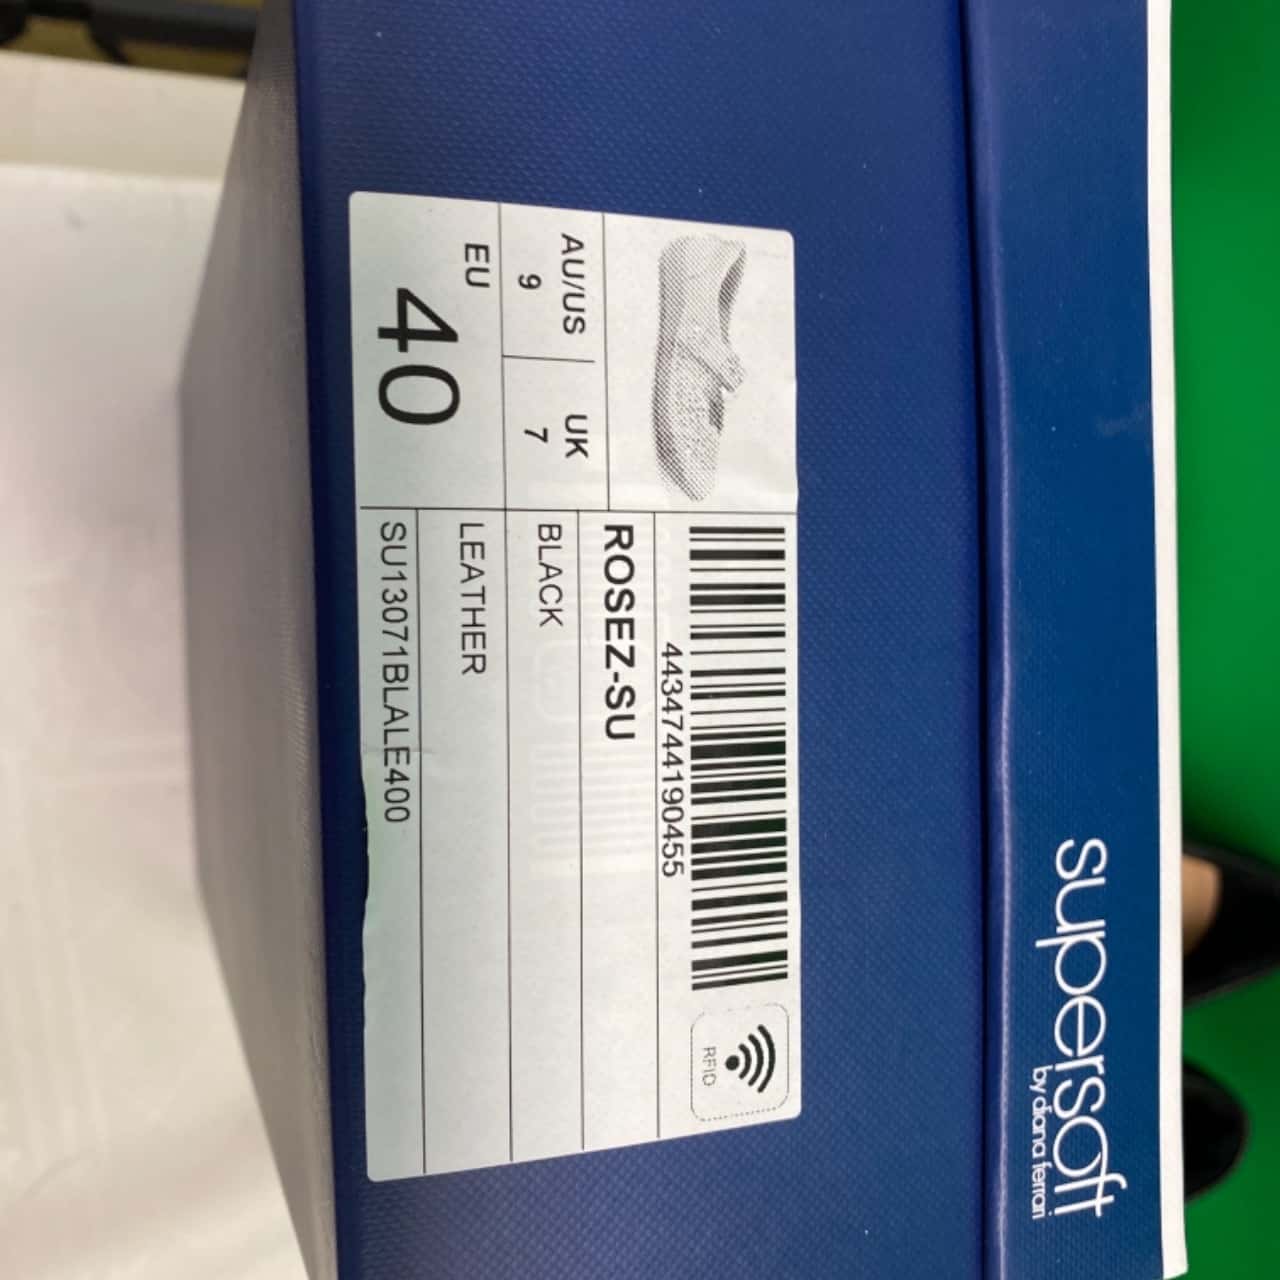 supersoft
by diana ferrari
RFID
4434744190455
ROSEZ-SU
BLACK
LEATHER
SU13071BLALE400
AU/US
9
UK
7
EU
40